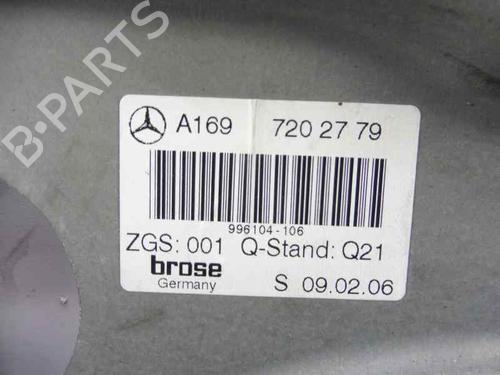 A169 720 27 79
996104-106
ZGS: 001 Q-Stand: Q21
brose
Germany
S 09.02.06
B-PARTS